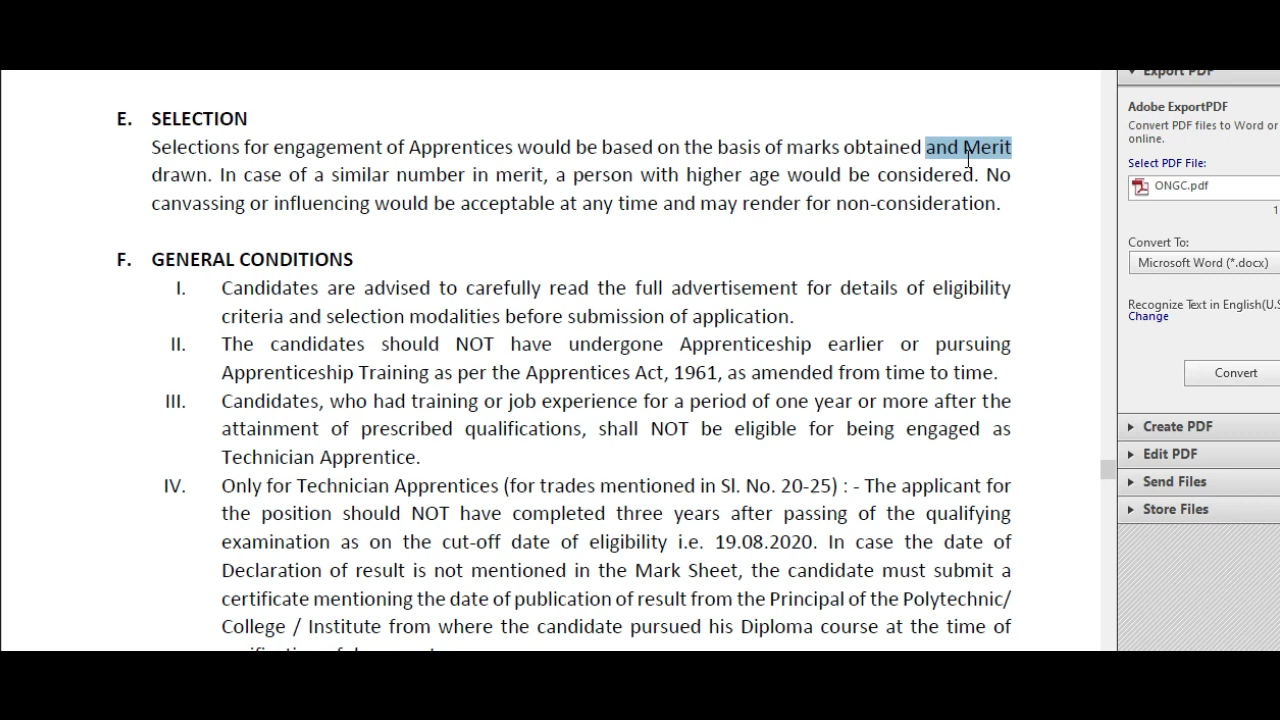 Export PDF
Adobe ExportPDF
Convert PDF files to Word or
online.
Select PDF File:
ONGC.pdf
1
Convert To:
Microsoft Word (*.docx)
Recognize Text in English(U.S
Change
Convert
Create PDF
Edit PDF
Send Files
Store Files
E. SELECTION
Selections for engagement of Apprentices would be based on the basis of marks obtained and Merit
drawn. In case of a similar number in merit, a person with higher age would be considered. No
canvassing or influencing would be acceptable at any time and may render for non-consideration.
F. GENERAL CONDITIONS
I. Candidates are advised to carefully read the full advertisement for details of eligibility
criteria and selection modalities before submission of application.
II. The candidates should NOT have undergone Apprenticeship earlier or pursuing
Apprenticeship Training as per the Apprentices Act, 1961, as amended from time to time.
III. Candidates, who had training or job experience for a period of one year or more after the
attainment of prescribed qualifications, shall NOT be eligible for being engaged as
Technician Apprentice.
IV. Only for Technician Apprentices (for trades mentioned in Sl. No. 20-25) : - The applicant for
the position should NOT have completed three years after passing of the qualifying
examination as on the cut-off date of eligibility i.e. 19.08.2020. In case the date of
Declaration of result is not mentioned in the Mark Sheet, the candidate must submit a
certificate mentioning the date of publication of result from the Principal of the Polytechnic/
College / Institute from where the candidate pursued his Diploma course at the time of